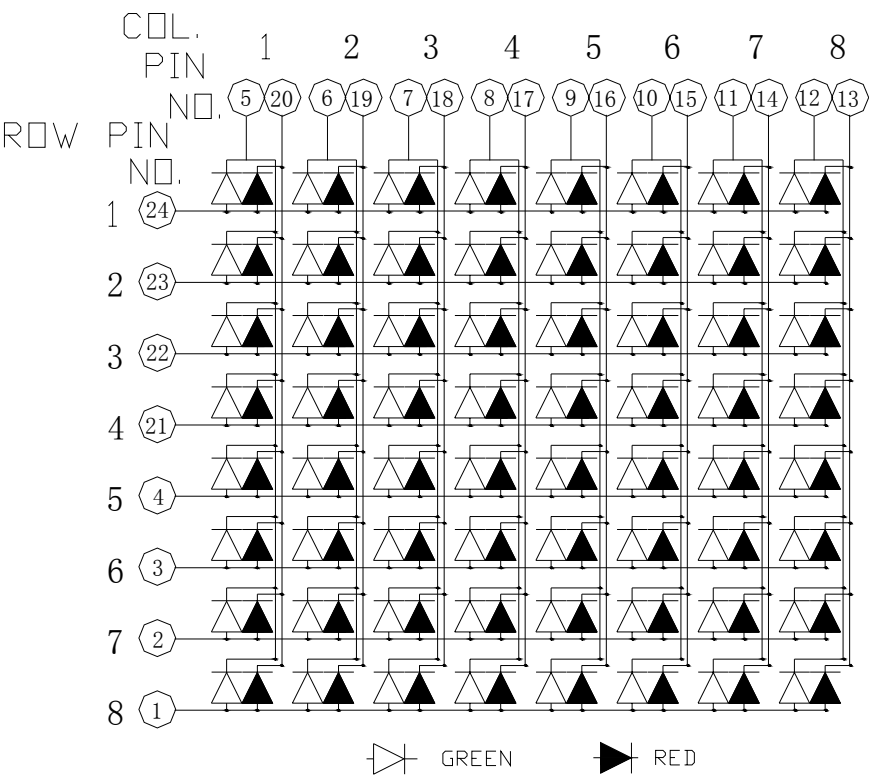 COL. 1 2 3 4 5 6 7 8
PIN
NO. 5 20 6 19 7 18 8 17 9 16 10 15 11 14 12 13
ROW PIN
NO.
1 24
2 23
3 22
4 21
5 4
6 3
7 2
8 1
GREEN RED